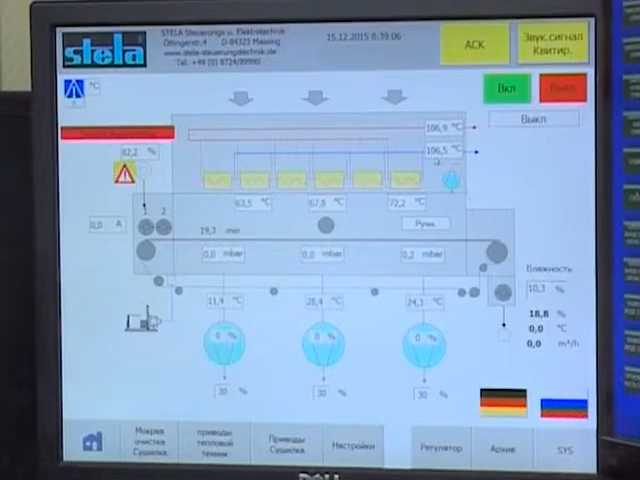 stela
STELA Steuerungs u. Elektrotechnik
Öttingerstr.4 D-84323 Massing
www.stela-steuerungstechnik.de
Tel. +49 (0) 8724/89990
15.12.2015 8:39:06
АСК
Звук.сигнал
Квитир.
°C
Вкл
Выкл
Выкл
106,9 °C
82,2 %
106,5 °C
63,5 °C
67,8 °C
72,2 °C
1 2
0,0 A
19,3 min
Ручн.
0,0 mbar
0,0 mbar
0,2 mbar
Влажность
10,3 %
11,4 °C
28,4 °C
24,3 °C
18,8 %
0,0 °C
0,0 m³/h
0 %
0 %
0 %
30 %
30 %
30 %
Мокрая
очистка
Сушилка
приводы
тепловой
техник
Приводы
Сушилка
Настройки
Регулятор
Архив
SYS
DELL